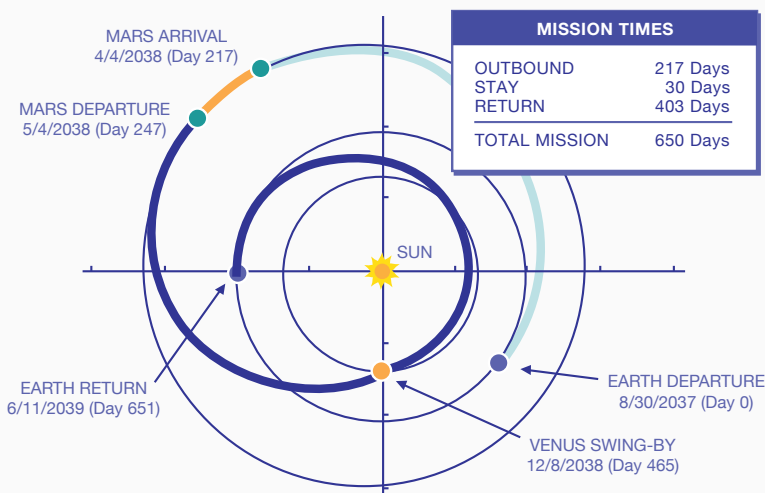 MARS ARRIVAL
4/4/2038 (Day 217)
MARS DEPARTURE
5/4/2038 (Day 247)
MISSION TIMES
OUTBOUND 217 Days
STAY 30 Days
RETURN 403 Days
TOTAL MISSION 650 Days
SUN
EARTH RETURN
6/11/2039 (Day 651)
EARTH DEPARTURE
8/30/2037 (Day 0)
VENUS SWING-BY
12/8/2038 (Day 465)